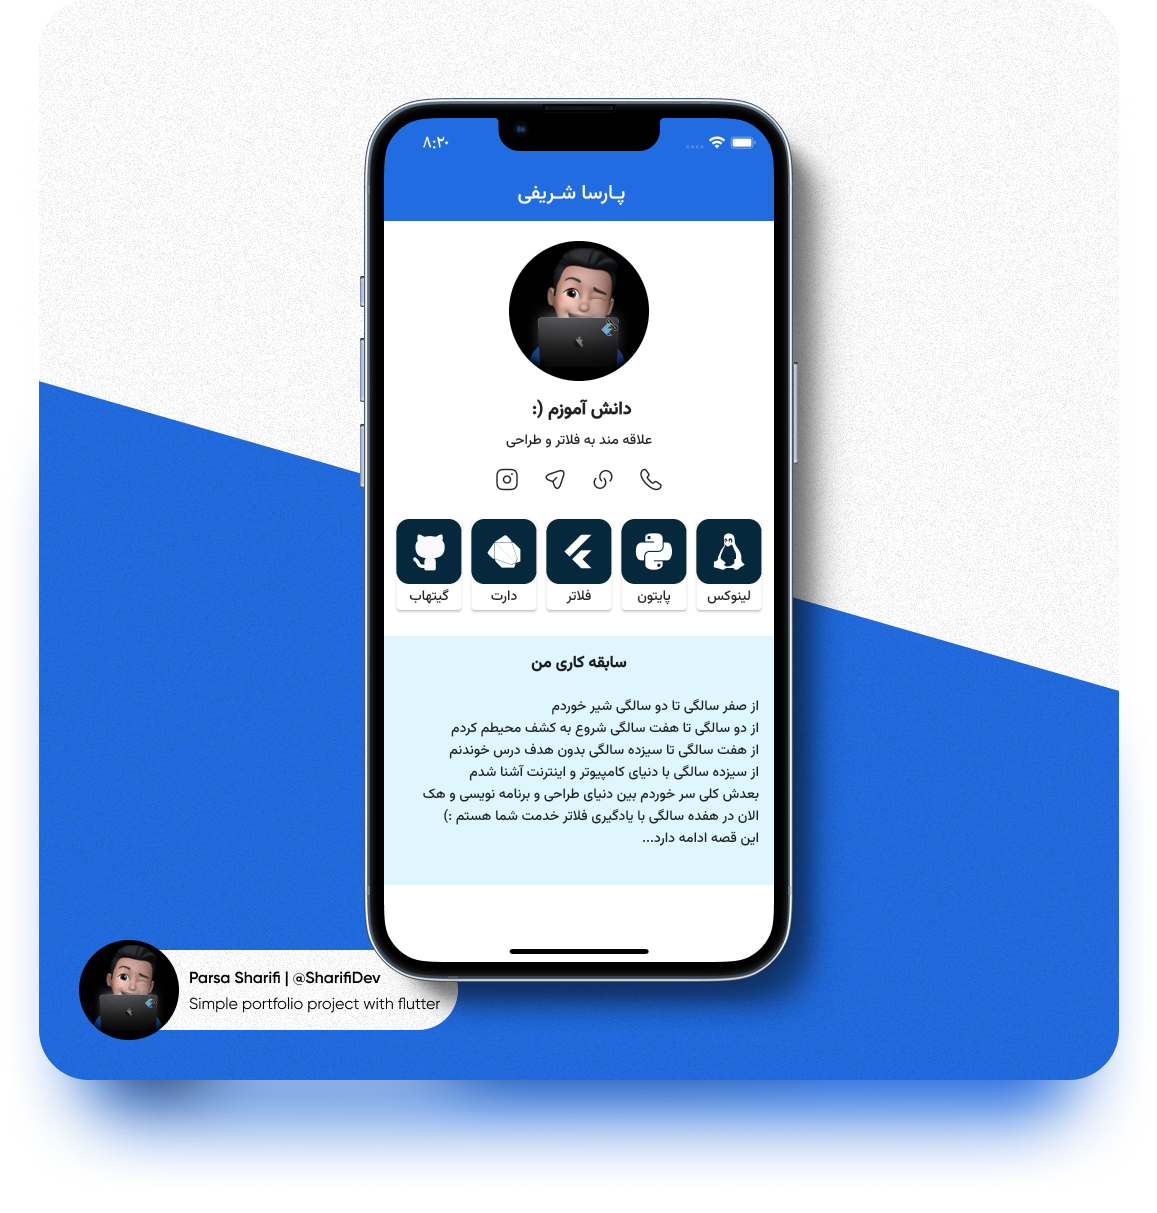 ۸:۲۰
پـارسا شـریفی
دانش آموزم (:
علاقه مند به فلاتر و طراحی
لینوکس
پایتون
فلاتر
دارت
گیتهاب
سابقه کاری من
از صفر سالگی تا دو سالگی شیر خوردم
از دو سالگی تا هفت سالگی شروع به کشف محیطم کردم
از هفت سالگی تا سیزده سالگی بدون هدف درس خوندنم
از سیزده سالگی با دنیای کامپیوتر و اینترنت آشنا شدم
بعدش کلی سر خوردم بین دنیای طراحی و برنامه نویسی و هک
الان در هفده سالگی با یادگیری فلاتر خدمت شما هستم :)
این قصه ادامه دارد...
Parsa Sharifi | @SharifiDev
Simple portfolio project with flutter